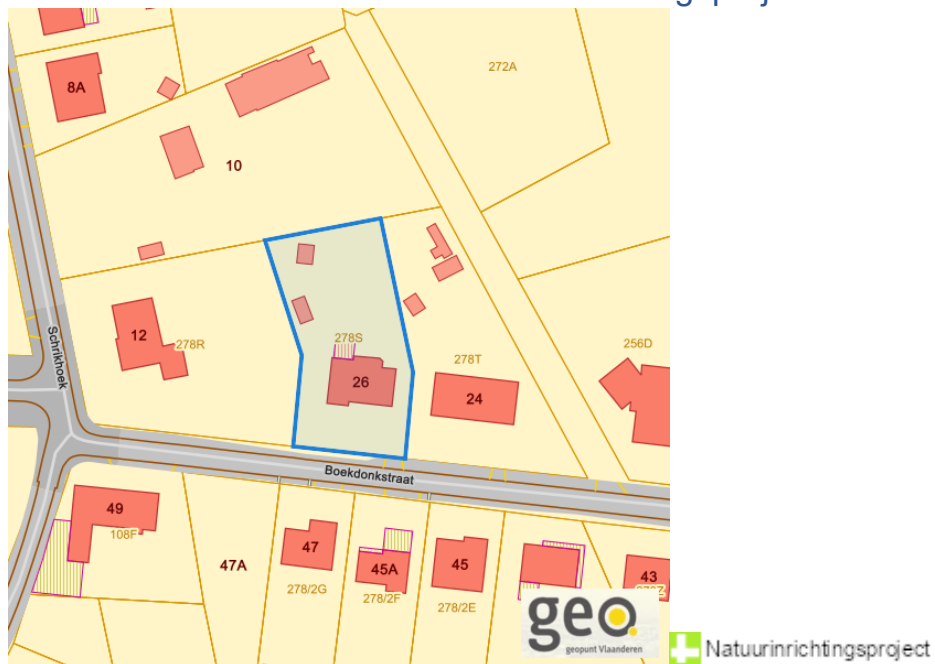 272A
8A
10
Schrikhoek
12
278R
278S
26
278T
24
256D
Boekdonkstraat
49
108F
47A
47
278/2G
45A
278/2F
45
278/2E
43
geo.
geopunt Vlaanderen
Natuurinrichtingsproject